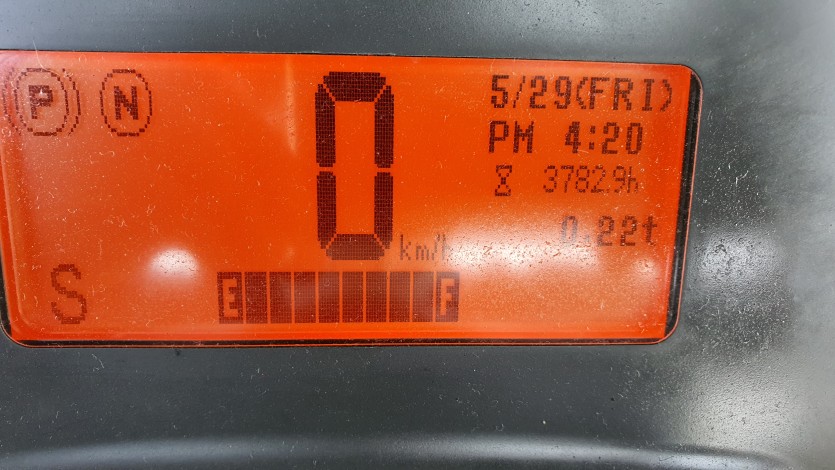 P N
0 km/h
5/29(FRI)
PM 4:20
3782.9h
0.22t
S
E F